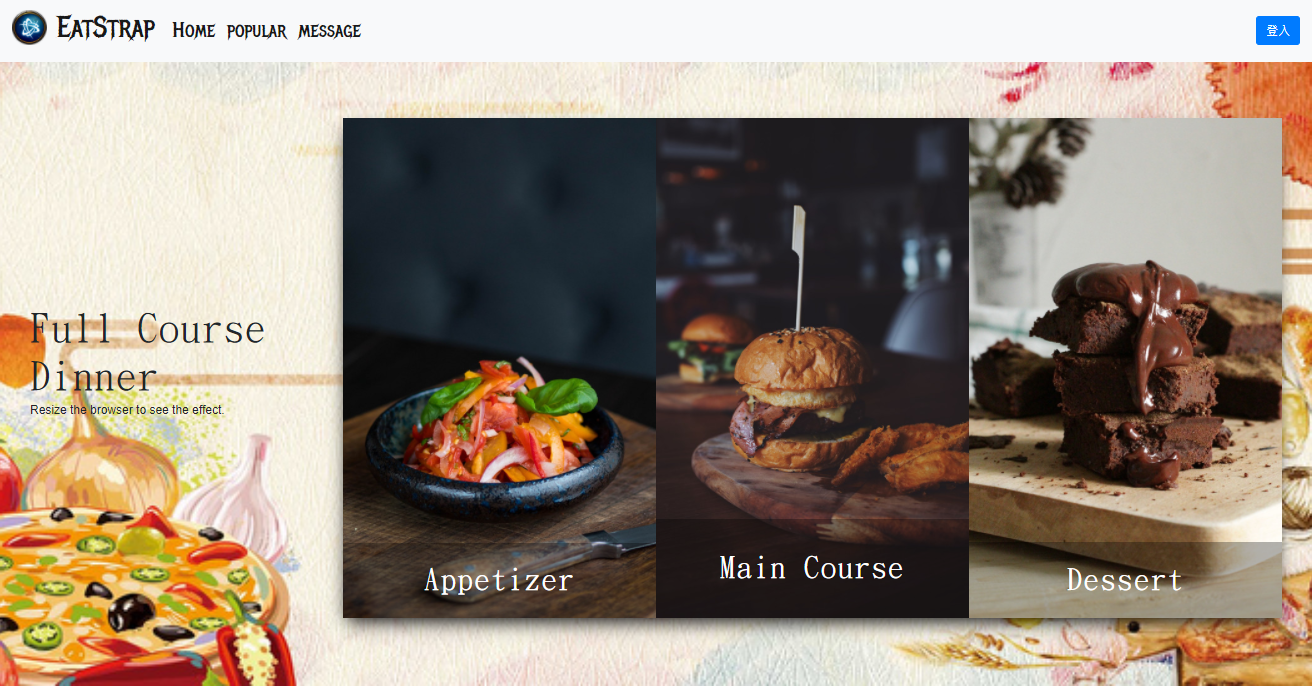 EatStrap Home popular message 登入
Full Course
Dinner
Resize the browser to see the effect.
Appetizer
Main Course
Dessert